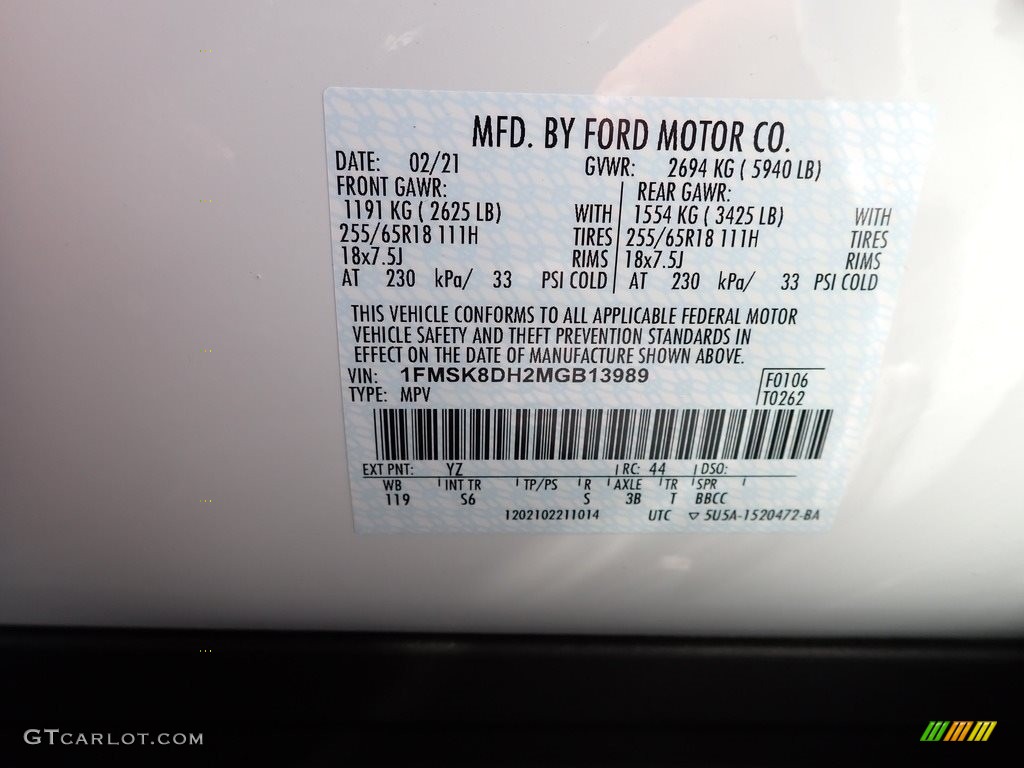 MFD. BY FORD MOTOR CO.
DATE: 02/21 GVWR: 2694 KG ( 5940 LB)
FRONT GAWR: REAR GAWR:
1191 KG ( 2625 LB) WITH 1554 KG ( 3425 LB) WITH
255/65R18 111H TIRES 255/65R18 111H TIRES
18x7.5J RIMS 18x7.5J RIMS
AT 230 kPa/ 33 PSI COLD AT 230 kPa/ 33 PSI COLD
THIS VEHICLE CONFORMS TO ALL APPLICABLE FEDERAL MOTOR
VEHICLE SAFETY AND THEFT PREVENTION STANDARDS IN
EFFECT ON THE DATE OF MANUFACTURE SHOWN ABOVE.
VIN: 1FMSK8DH2MGB13989 F0106
TYPE: MPV T0262
EXT PNT: YZ RC: 44 DSO:
WB INT TR TP/PS R AXLE TR SPR
119 S6 S 3B T BBCC
1202102211014 UTC ▽ 5U5A-1520472-BA
GTCARLOT.COM